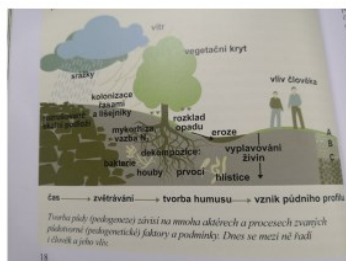 vítr
vegetační kryt
srážky
vliv člověka
kolonizace
řasami
a lišejníky
mykorhiza
vazba N₂
rozklad
opadu
eroze
dekompozice:
vyplavování
živin
bakterie
houby
prvoci
hlístice
A
B
C
čas → zvětrávání → tvorba humusu → vznik půdního profilu
Tvorba půdy (pedogeneze) závisí na mnoha aktérech a procesech zvaných
půdotvorné (pedogenetické) faktory a podmínky. Dnes se mezi ně řadí
i člověk a jeho vliv.
18